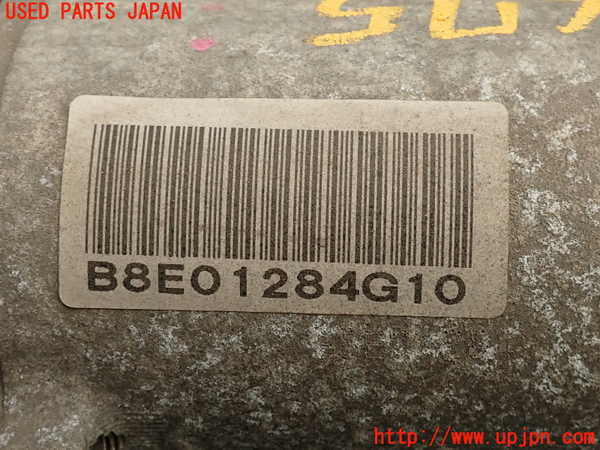 USED PARTS JAPAN
B8E01284G10
http://www.upjpn.com/